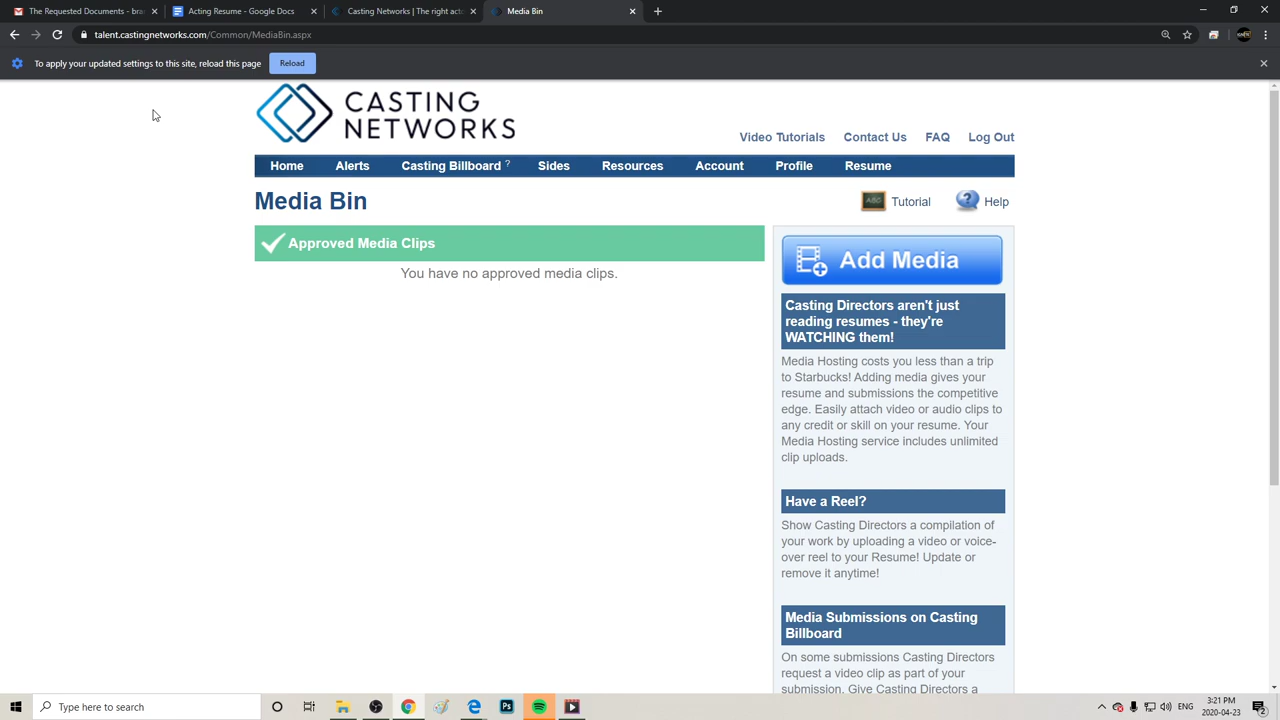 The Requested Documents - bra
Acting Resume - Google Docs
Casting Networks | The right acto
Media Bin
talent.castingnetworks.com/Common/MediaBin.aspx
To apply your updated settings to this site, reload this page
Reload
CASTING
NETWORKS
Video Tutorials
Contact Us
FAQ
Log Out
Home
Alerts
Casting Billboard ?
Sides
Resources
Account
Profile
Resume
Media Bin
ABC
Tutorial
?
Help
Approved Media Clips
You have no approved media clips.
Add Media
Casting Directors aren't just
reading resumes - they're
WATCHING them!
Media Hosting costs you less than a trip
to Starbucks! Adding media gives your
resume and submissions the competitive
edge. Easily attach video or audio clips to
any credit or skill on your resume. Your
Media Hosting service includes unlimited
clip uploads.
Have a Reel?
Show Casting Directors a compilation of
your work by uploading a video or voice-
over reel to your Resume! Update or
remove it anytime!
Media Submissions on Casting
Billboard
On some submissions Casting Directors
request a video clip as part of your
submission. Give Casting Directors a
Type here to search
Ps
ENG
3:21 PM
2020-04-23
2